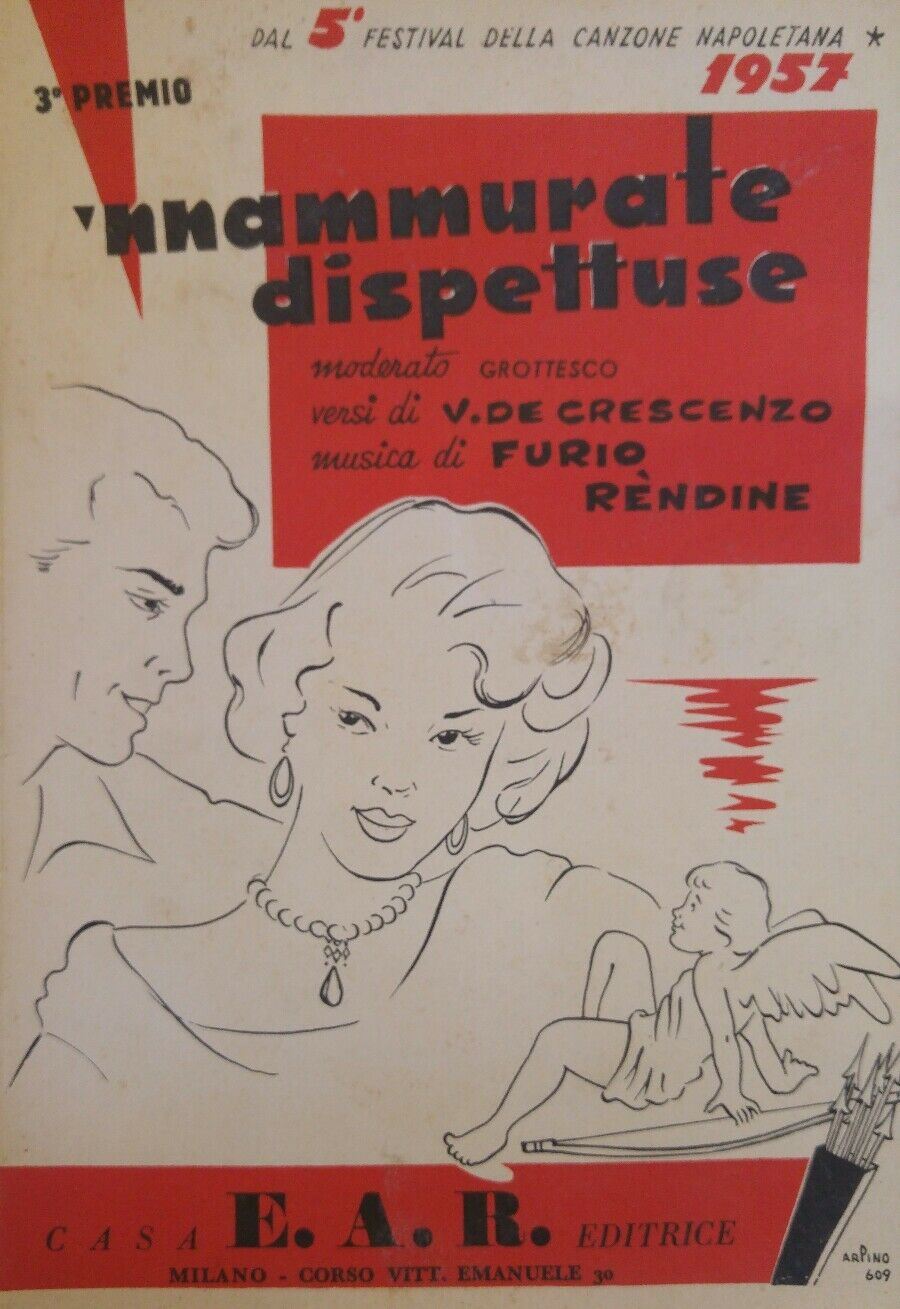 DAL 5° FESTIVAL DELLA CANZONE NAPOLETANA *
1957
3° PREMIO
'nnammurate
dispettuse
moderato GROTTESCO
versi di V. DE CRESCENZO
musica di FURIO
RÈNDINE
CASA E. A. R. EDITRICE
MILANO - CORSO VITT. EMANUELE 30
ARPINO
609